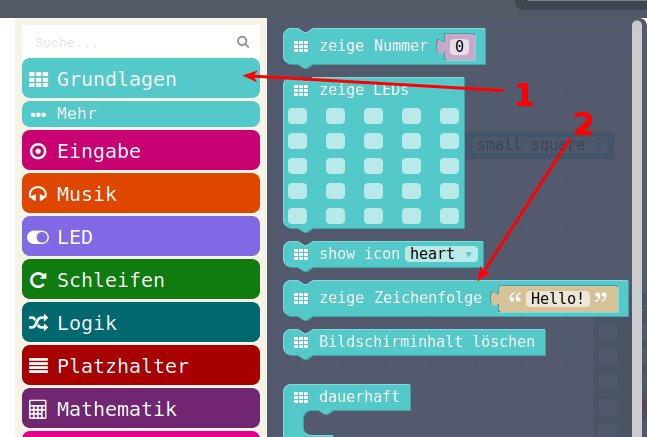 Suche...
Grundlagen
Mehr
Eingabe
Musik
LED
Schleifen
Logik
Platzhalter
Mathematik
zeige Nummer 0
zeige LEDs
1
2
small square
show icon heart
zeige Zeichenfolge “ Hello! ”
Bildschirminhalt löschen
dauerhaft